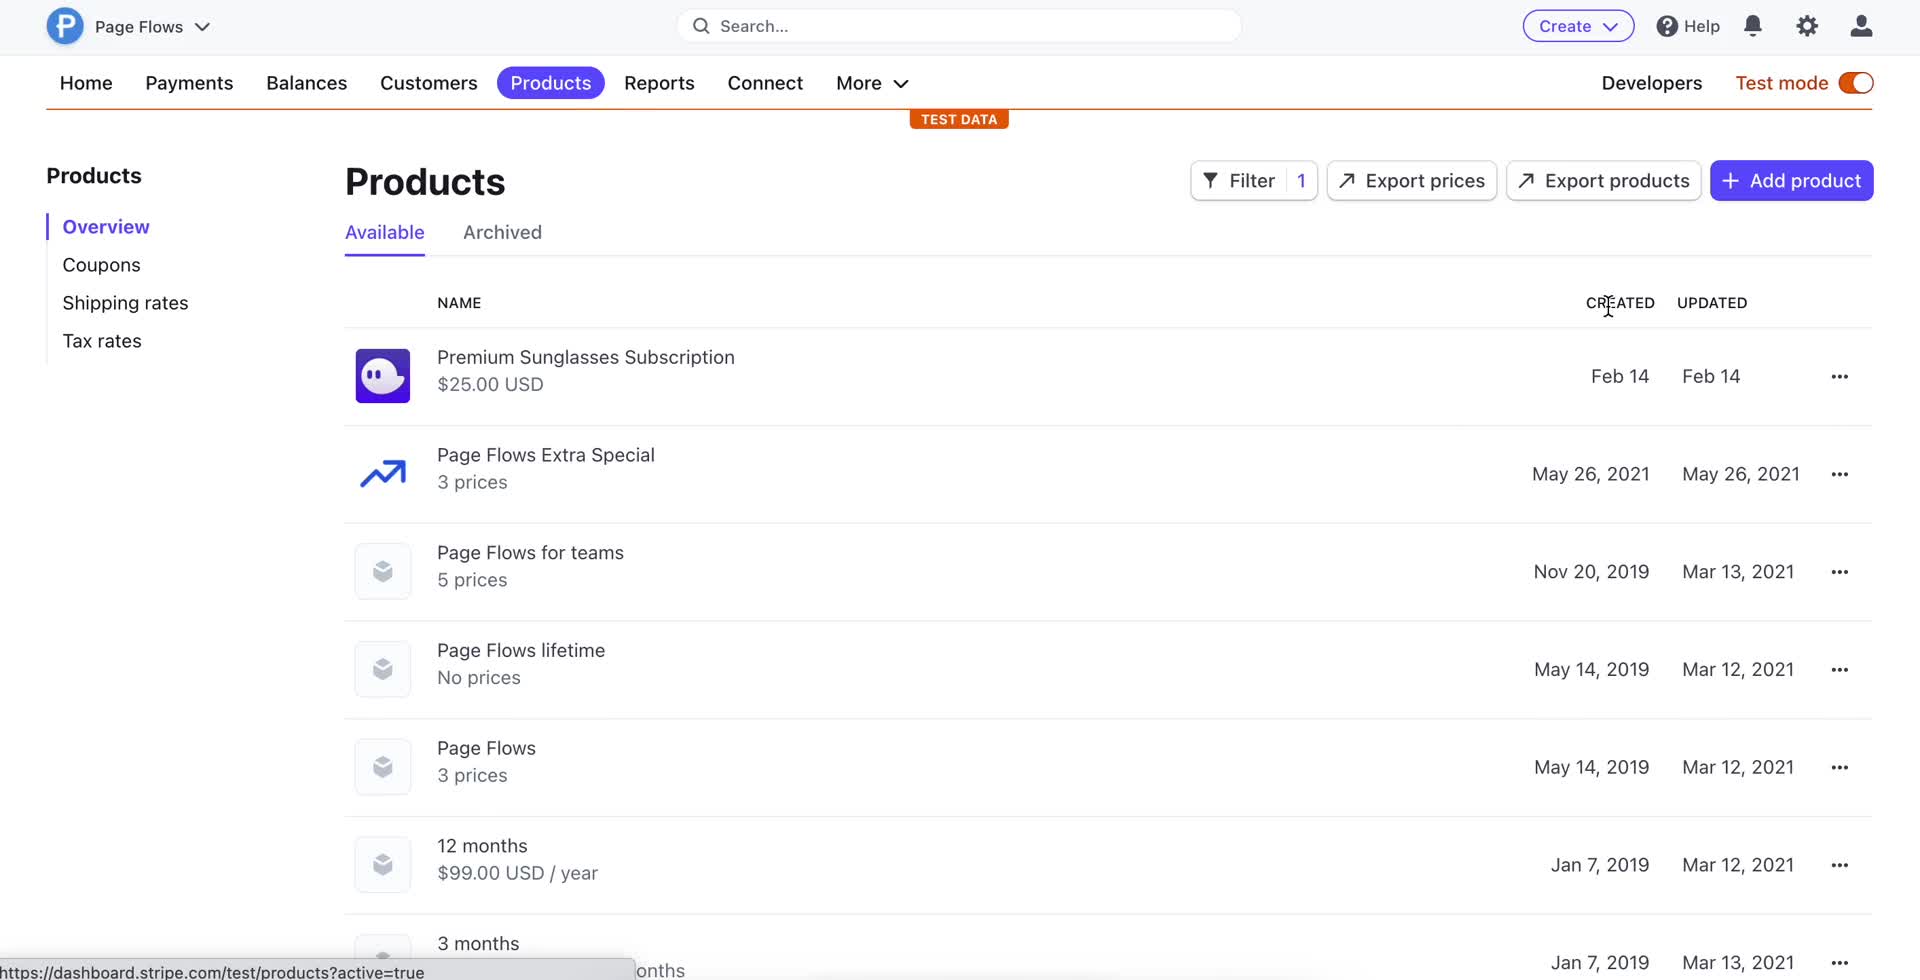 Page Flows
Search...
Create
Help
Home
Payments
Balances
Customers
Products
Reports
Connect
More
Developers
Test mode
TEST DATA
Products
Overview
Coupons
Shipping rates
Tax rates
Products
Filter 1
Export prices
Export products
Add product
Available
Archived
NAME CREATED UPDATED
Premium Sunglasses Subscription
$25.00 USD
Feb 14 Feb 14
Page Flows Extra Special
3 prices
May 26, 2021 May 26, 2021
Page Flows for teams
5 prices
Nov 20, 2019 Mar 13, 2021
Page Flows lifetime
No prices
May 14, 2019 Mar 12, 2021
Page Flows
3 prices
May 14, 2019 Mar 12, 2021
12 months
$99.00 USD / year
Jan 7, 2019 Mar 12, 2021
3 months
onths
Jan 7, 2019 Mar 13, 2021
https://dashboard.stripe.com/test/products?active=true